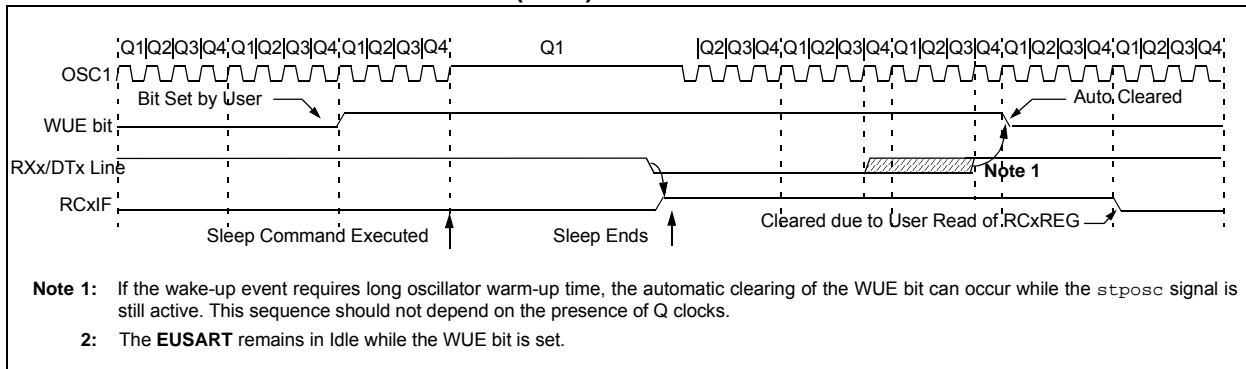 Q1|Q2|Q3|Q4 Q1|Q2|Q3|Q4 Q1|Q2|Q3|Q4 Q1 |Q2|Q3|Q4 Q1|Q2|Q3|Q4 Q1|Q2|Q3|Q4 Q1|Q2|Q3|Q4 Q1|Q2|Q3|Q4
OSC1
Bit Set by User Auto Cleared
WUE bit
RXx/DTx Line
Note 1
RCxIF
Cleared due to User Read of RCxREG
Sleep Command Executed Sleep Ends
Note 1: If the wake-up event requires long oscillator warm-up time, the automatic clearing of the WUE bit can occur while the stposc signal is
still active. This sequence should not depend on the presence of Q clocks.
2: The EUSART remains in Idle while the WUE bit is set.